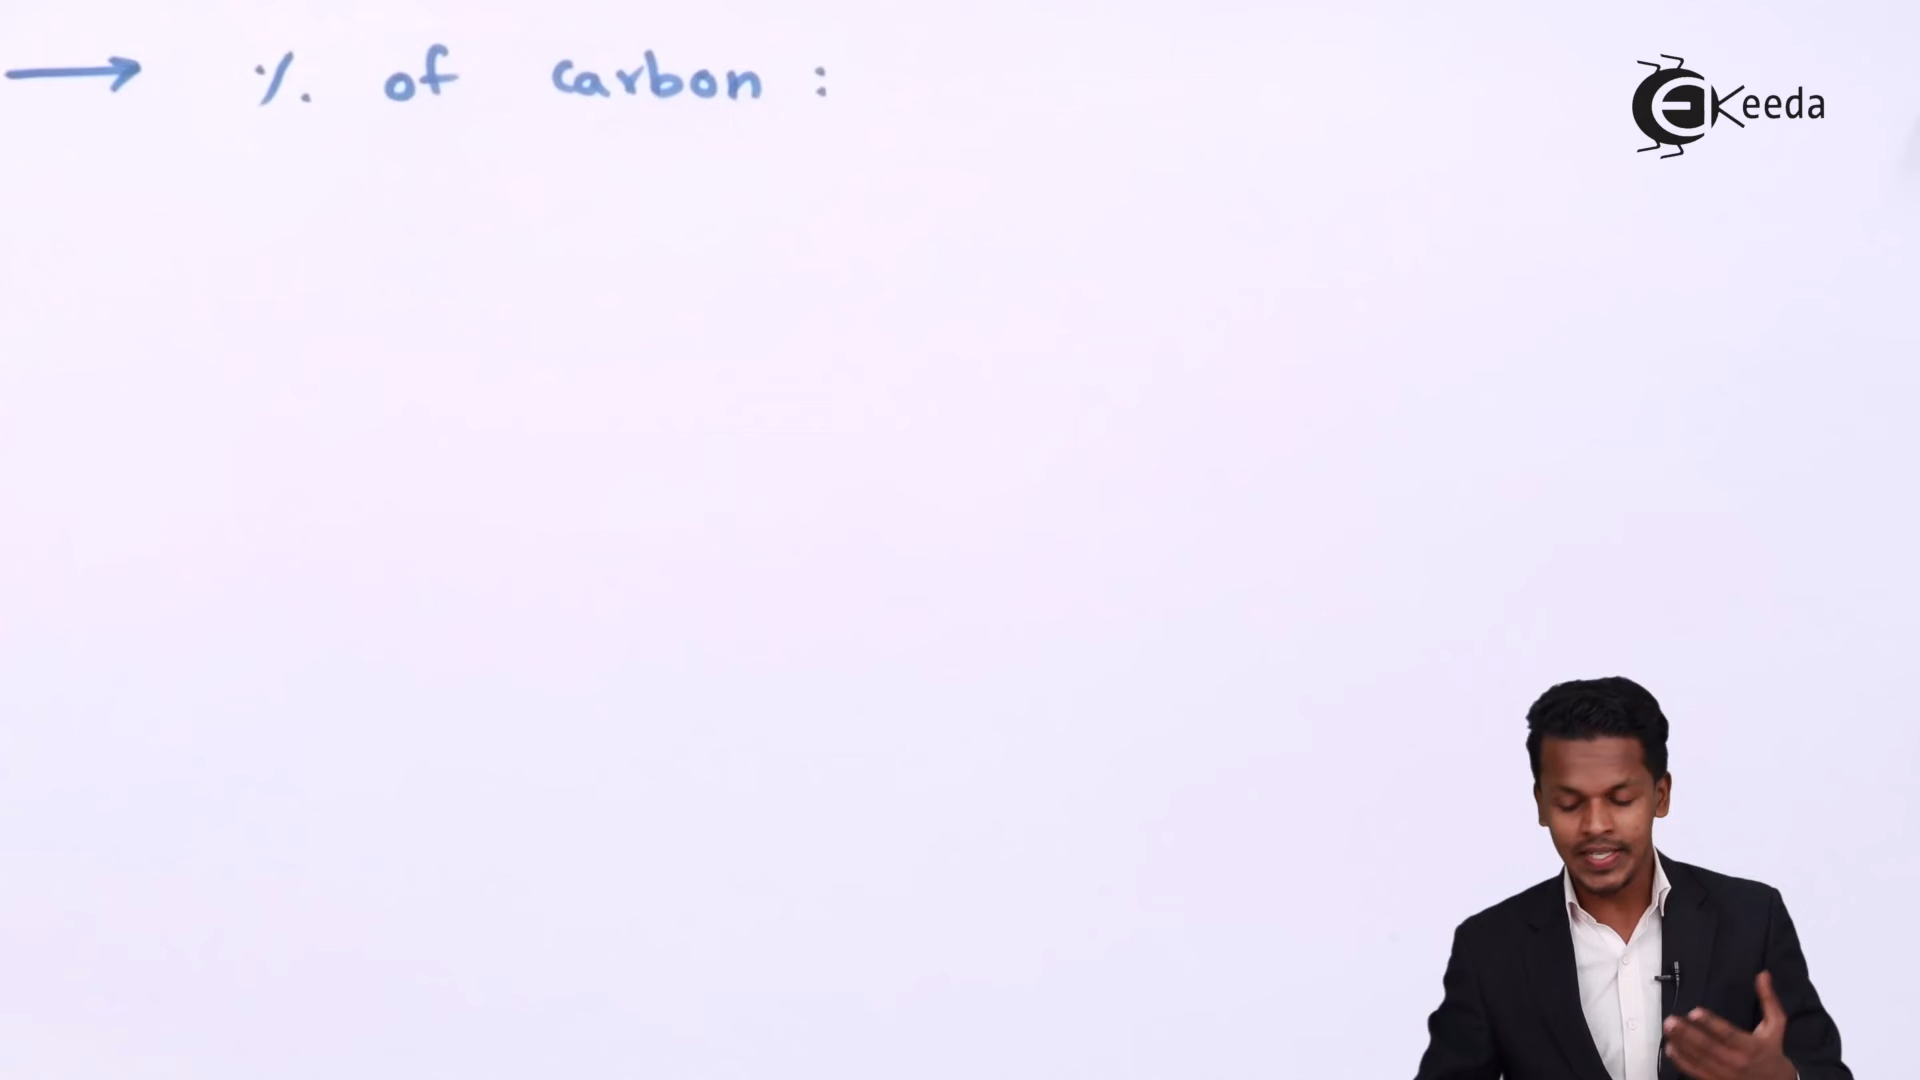 → % of carbon :
EKeeda